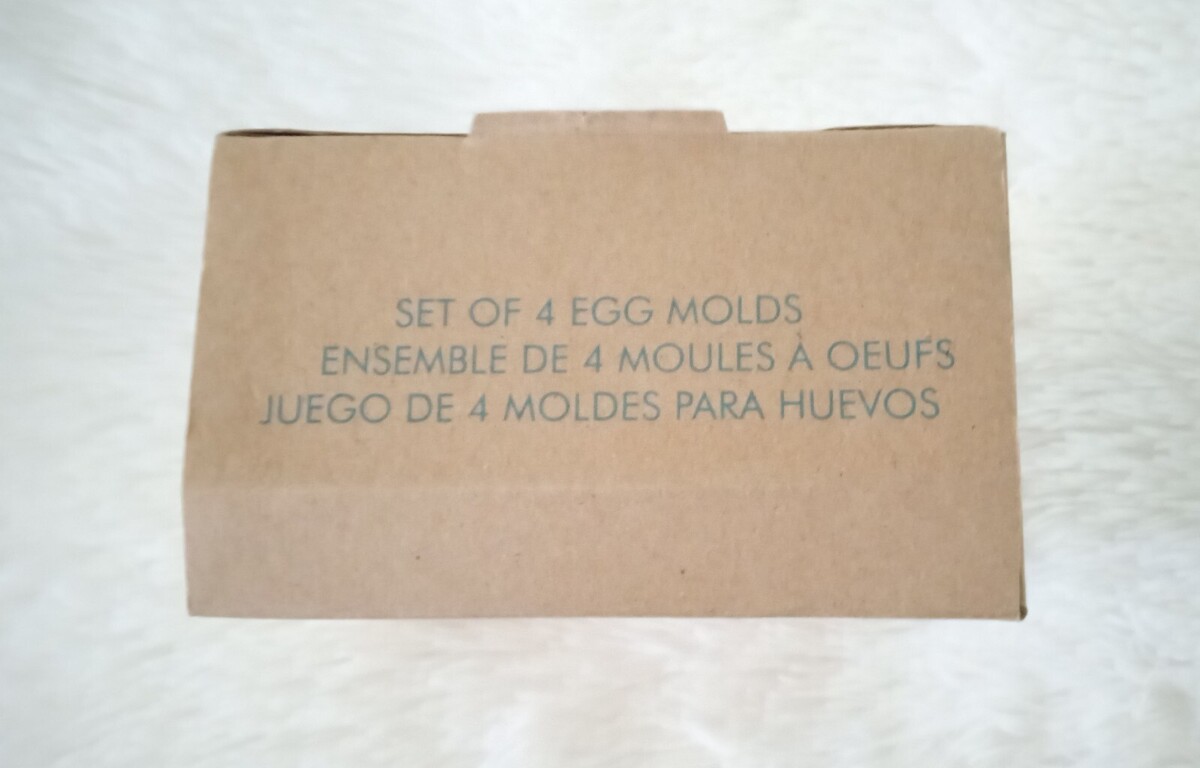 SET OF 4 EGG MOLDS
ENSEMBLE DE 4 MOULES À OEUFS
JUEGO DE 4 MOLDES PARA HUEVOS